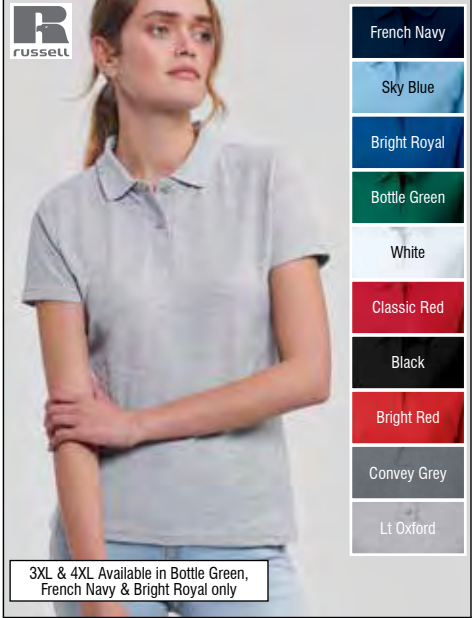 R
russell
French Navy
Sky Blue
Bright Royal
Bottle Green
White
Classic Red
Black
Bright Red
Convey Grey
Lt Oxford
3XL & 4XL Available in Bottle Green,
French Navy & Bright Royal only